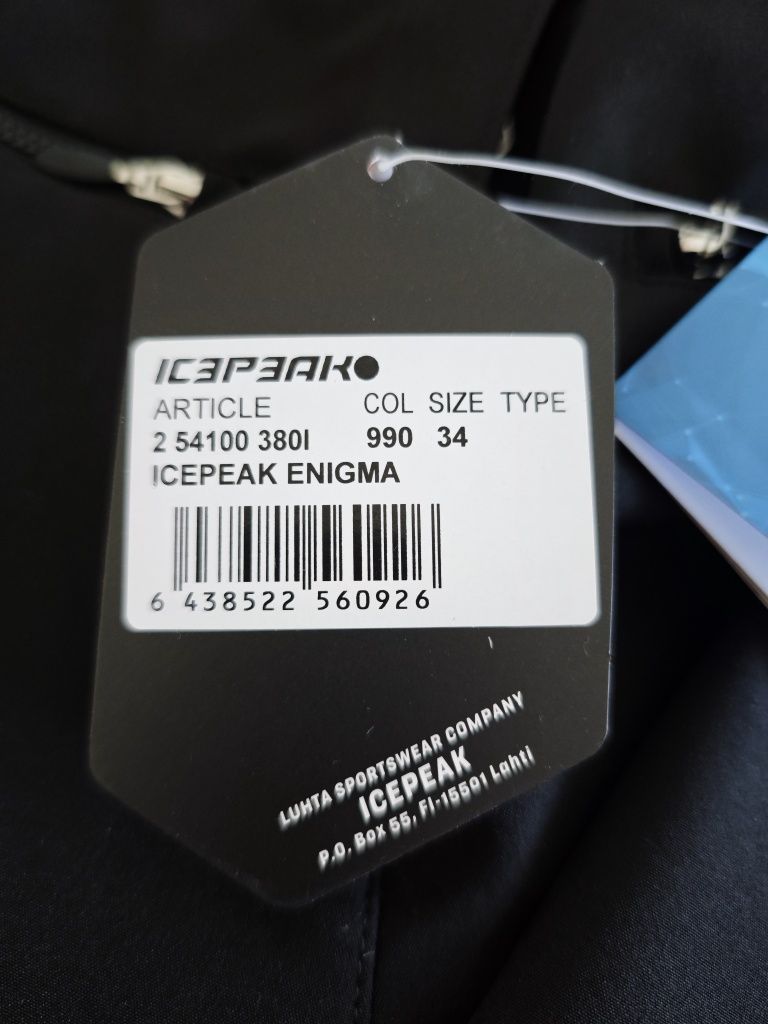 ICEPEAK
ARTICLE COL SIZE TYPE
2 54100 380I 990 34
ICEPEAK ENIGMA
6 438522 560926
LUHTA SPORTSWEAR COMPANY
ICEPEAK
P.O. Box 55, FI-15501 Lahti